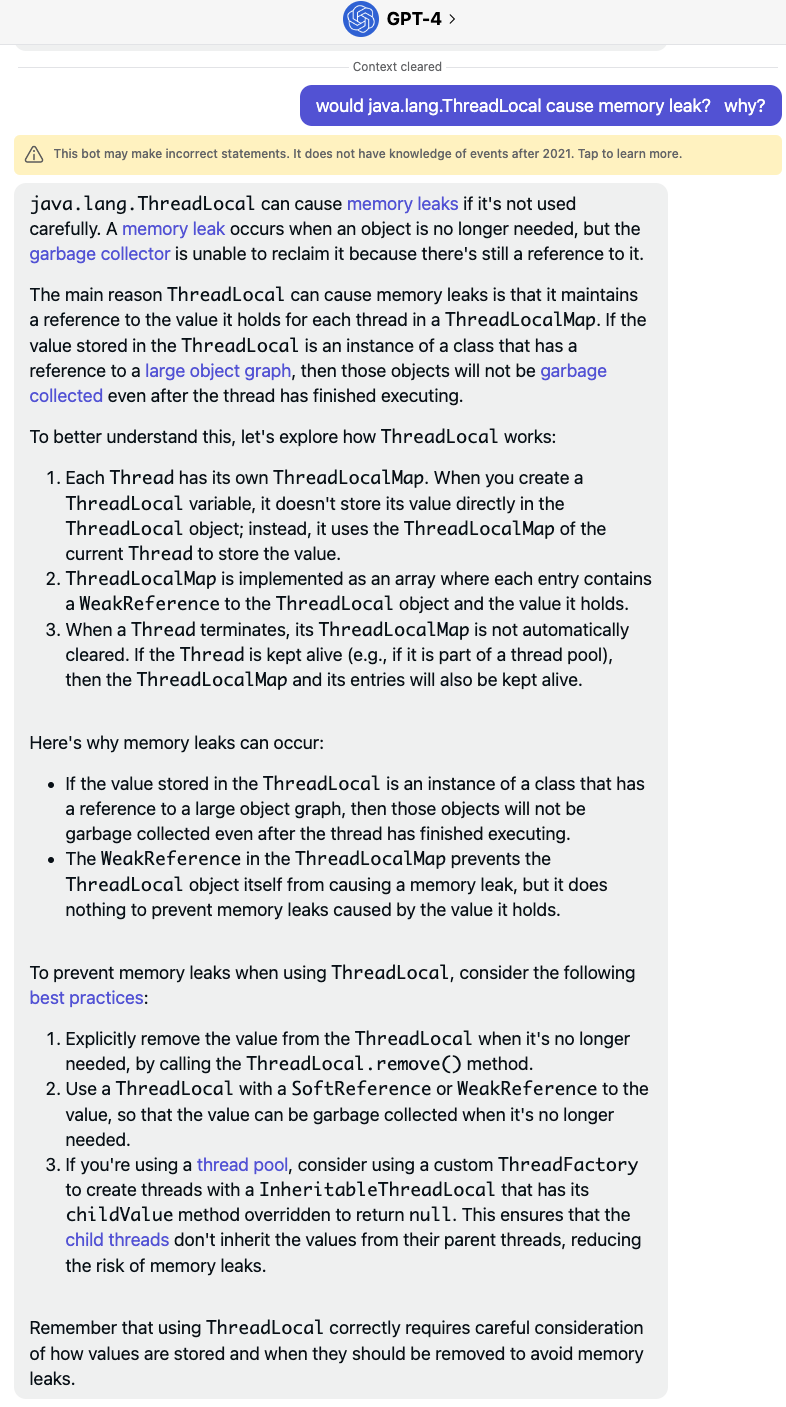 GPT-4
Context cleared
would java.lang.ThreadLocal cause memory leak? why?
This bot may make incorrect statements. It does not have knowledge of events after 2021. Tap to learn more.
java.lang.ThreadLocal can cause memory leaks if it's not used
carefully. A memory leak occurs when an object is no longer needed, but the
garbage collector is unable to reclaim it because there's still a reference to it.
The main reason ThreadLocal can cause memory leaks is that it maintains
a reference to the value it holds for each thread in a ThreadLocalMap. If the
value stored in the ThreadLocal is an instance of a class that has a
reference to a large object graph, then those objects will not be garbage
collected even after the thread has finished executing.
To better understand this, let's explore how ThreadLocal works:
1. Each Thread has its own ThreadLocalMap. When you create a
ThreadLocal variable, it doesn't store its value directly in the
ThreadLocal object; instead, it uses the ThreadLocalMap of the
current Thread to store the value.
2. ThreadLocalMap is implemented as an array where each entry contains
a WeakReference to the ThreadLocal object and the value it holds.
3. When a Thread terminates, its ThreadLocalMap is not automatically
cleared. If the Thread is kept alive (e.g., if it is part of a thread pool),
then the ThreadLocalMap and its entries will also be kept alive.
Here's why memory leaks can occur:
• If the value stored in the ThreadLocal is an instance of a class that has
a reference to a large object graph, then those objects will not be
garbage collected even after the thread has finished executing.
• The WeakReference in the ThreadLocalMap prevents the
ThreadLocal object itself from causing a memory leak, but it does
nothing to prevent memory leaks caused by the value it holds.
To prevent memory leaks when using ThreadLocal, consider the following
best practices:
1. Explicitly remove the value from the ThreadLocal when it's no longer
needed, by calling the ThreadLocal.remove() method.
2. Use a ThreadLocal with a SoftReference or WeakReference to the
value, so that the value can be garbage collected when it's no longer
needed.
3. If you're using a thread pool, consider using a custom ThreadFactory
to create threads with a InheritableThreadLocal that has its
childValue method overridden to return null. This ensures that the
child threads don't inherit the values from their parent threads, reducing
the risk of memory leaks.
Remember that using ThreadLocal correctly requires careful consideration
of how values are stored and when they should be removed to avoid memory
leaks.